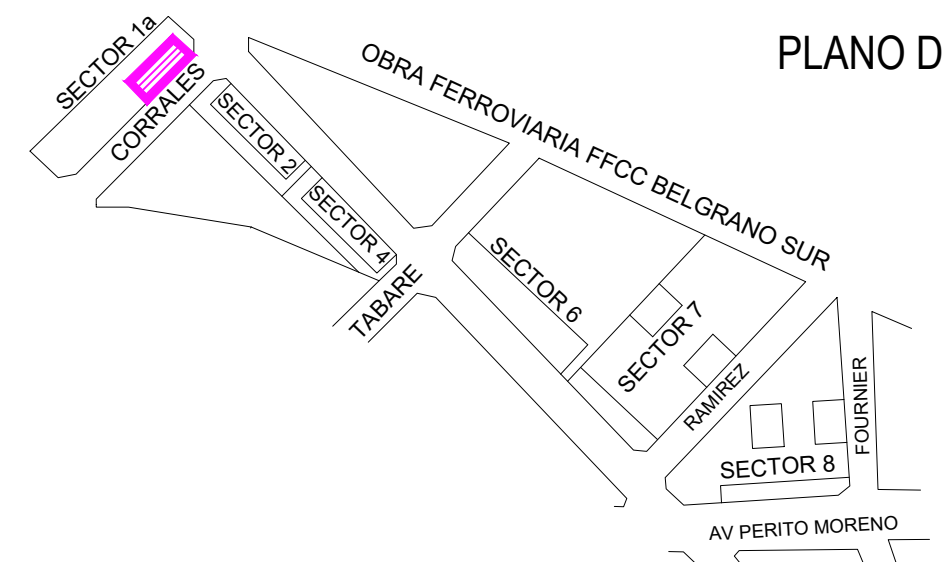 PLANO D
SECTOR 1a
CORRALES
OBRA FERROVIARIA FFCC BELGRANO SUR
SECTOR 2
SECTOR 4
TABARE
SECTOR 6
SECTOR 7
RAMIREZ
FOURNIER
SECTOR 8
AV PERITO MORENO